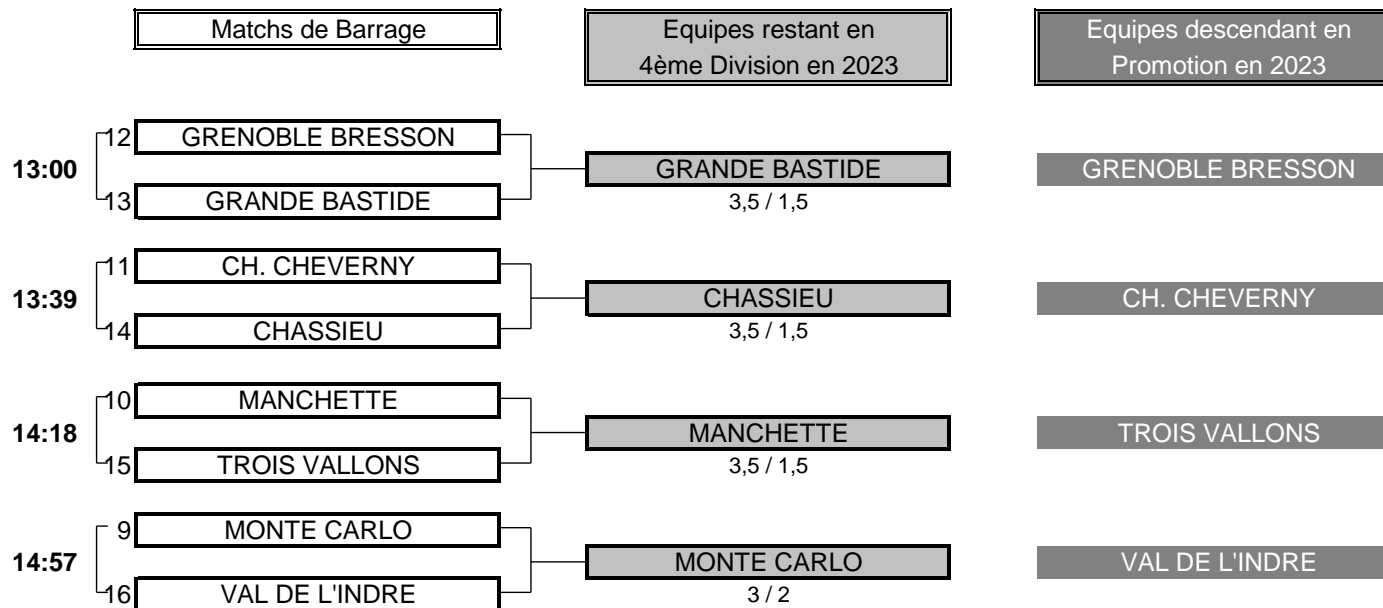 Matchs de Barrage
Equipes restant en
4ème Division en 2023
Equipes descendant en
Promotion en 2023
13:00
12 GRENOBLE BRESSON
13 GRANDE BASTIDE
GRANDE BASTIDE
3,5 / 1,5
GRENOBLE BRESSON
13:39
11 CH. CHEVERNY
14 CHASSIEU
CHASSIEU
3,5 / 1,5
CH. CHEVERNY
14:18
10 MANCHETTE
15 TROIS VALLONS
MANCHETTE
3,5 / 1,5
TROIS VALLONS
14:57
9 MONTE CARLO
16 VAL DE L'INDRE
MONTE CARLO
3 / 2
VAL DE L'INDRE